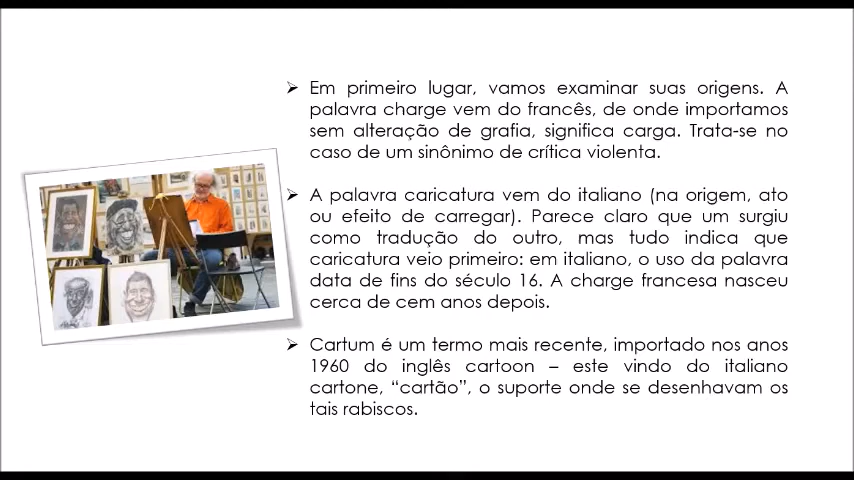 Em primeiro lugar, vamos examinar suas origens. A
palavra charge vem do francês, de onde importamos
sem alteração de grafia, significa carga. Trata-se no
caso de um sinônimo de crítica violenta.
A palavra caricatura vem do italiano (na origem, ato
ou efeito de carregar). Parece claro que um surgiu
como tradução do outro, mas tudo indica que
caricatura veio primeiro: em italiano, o uso da palavra
data de fins do século 16. A charge francesa nasceu
cerca de cem anos depois.
Cartum é um termo mais recente, importado nos anos
1960 do inglês cartoon – este vindo do italiano
cartone, “cartão”, o suporte onde se desenhavam os
tais rabiscos.